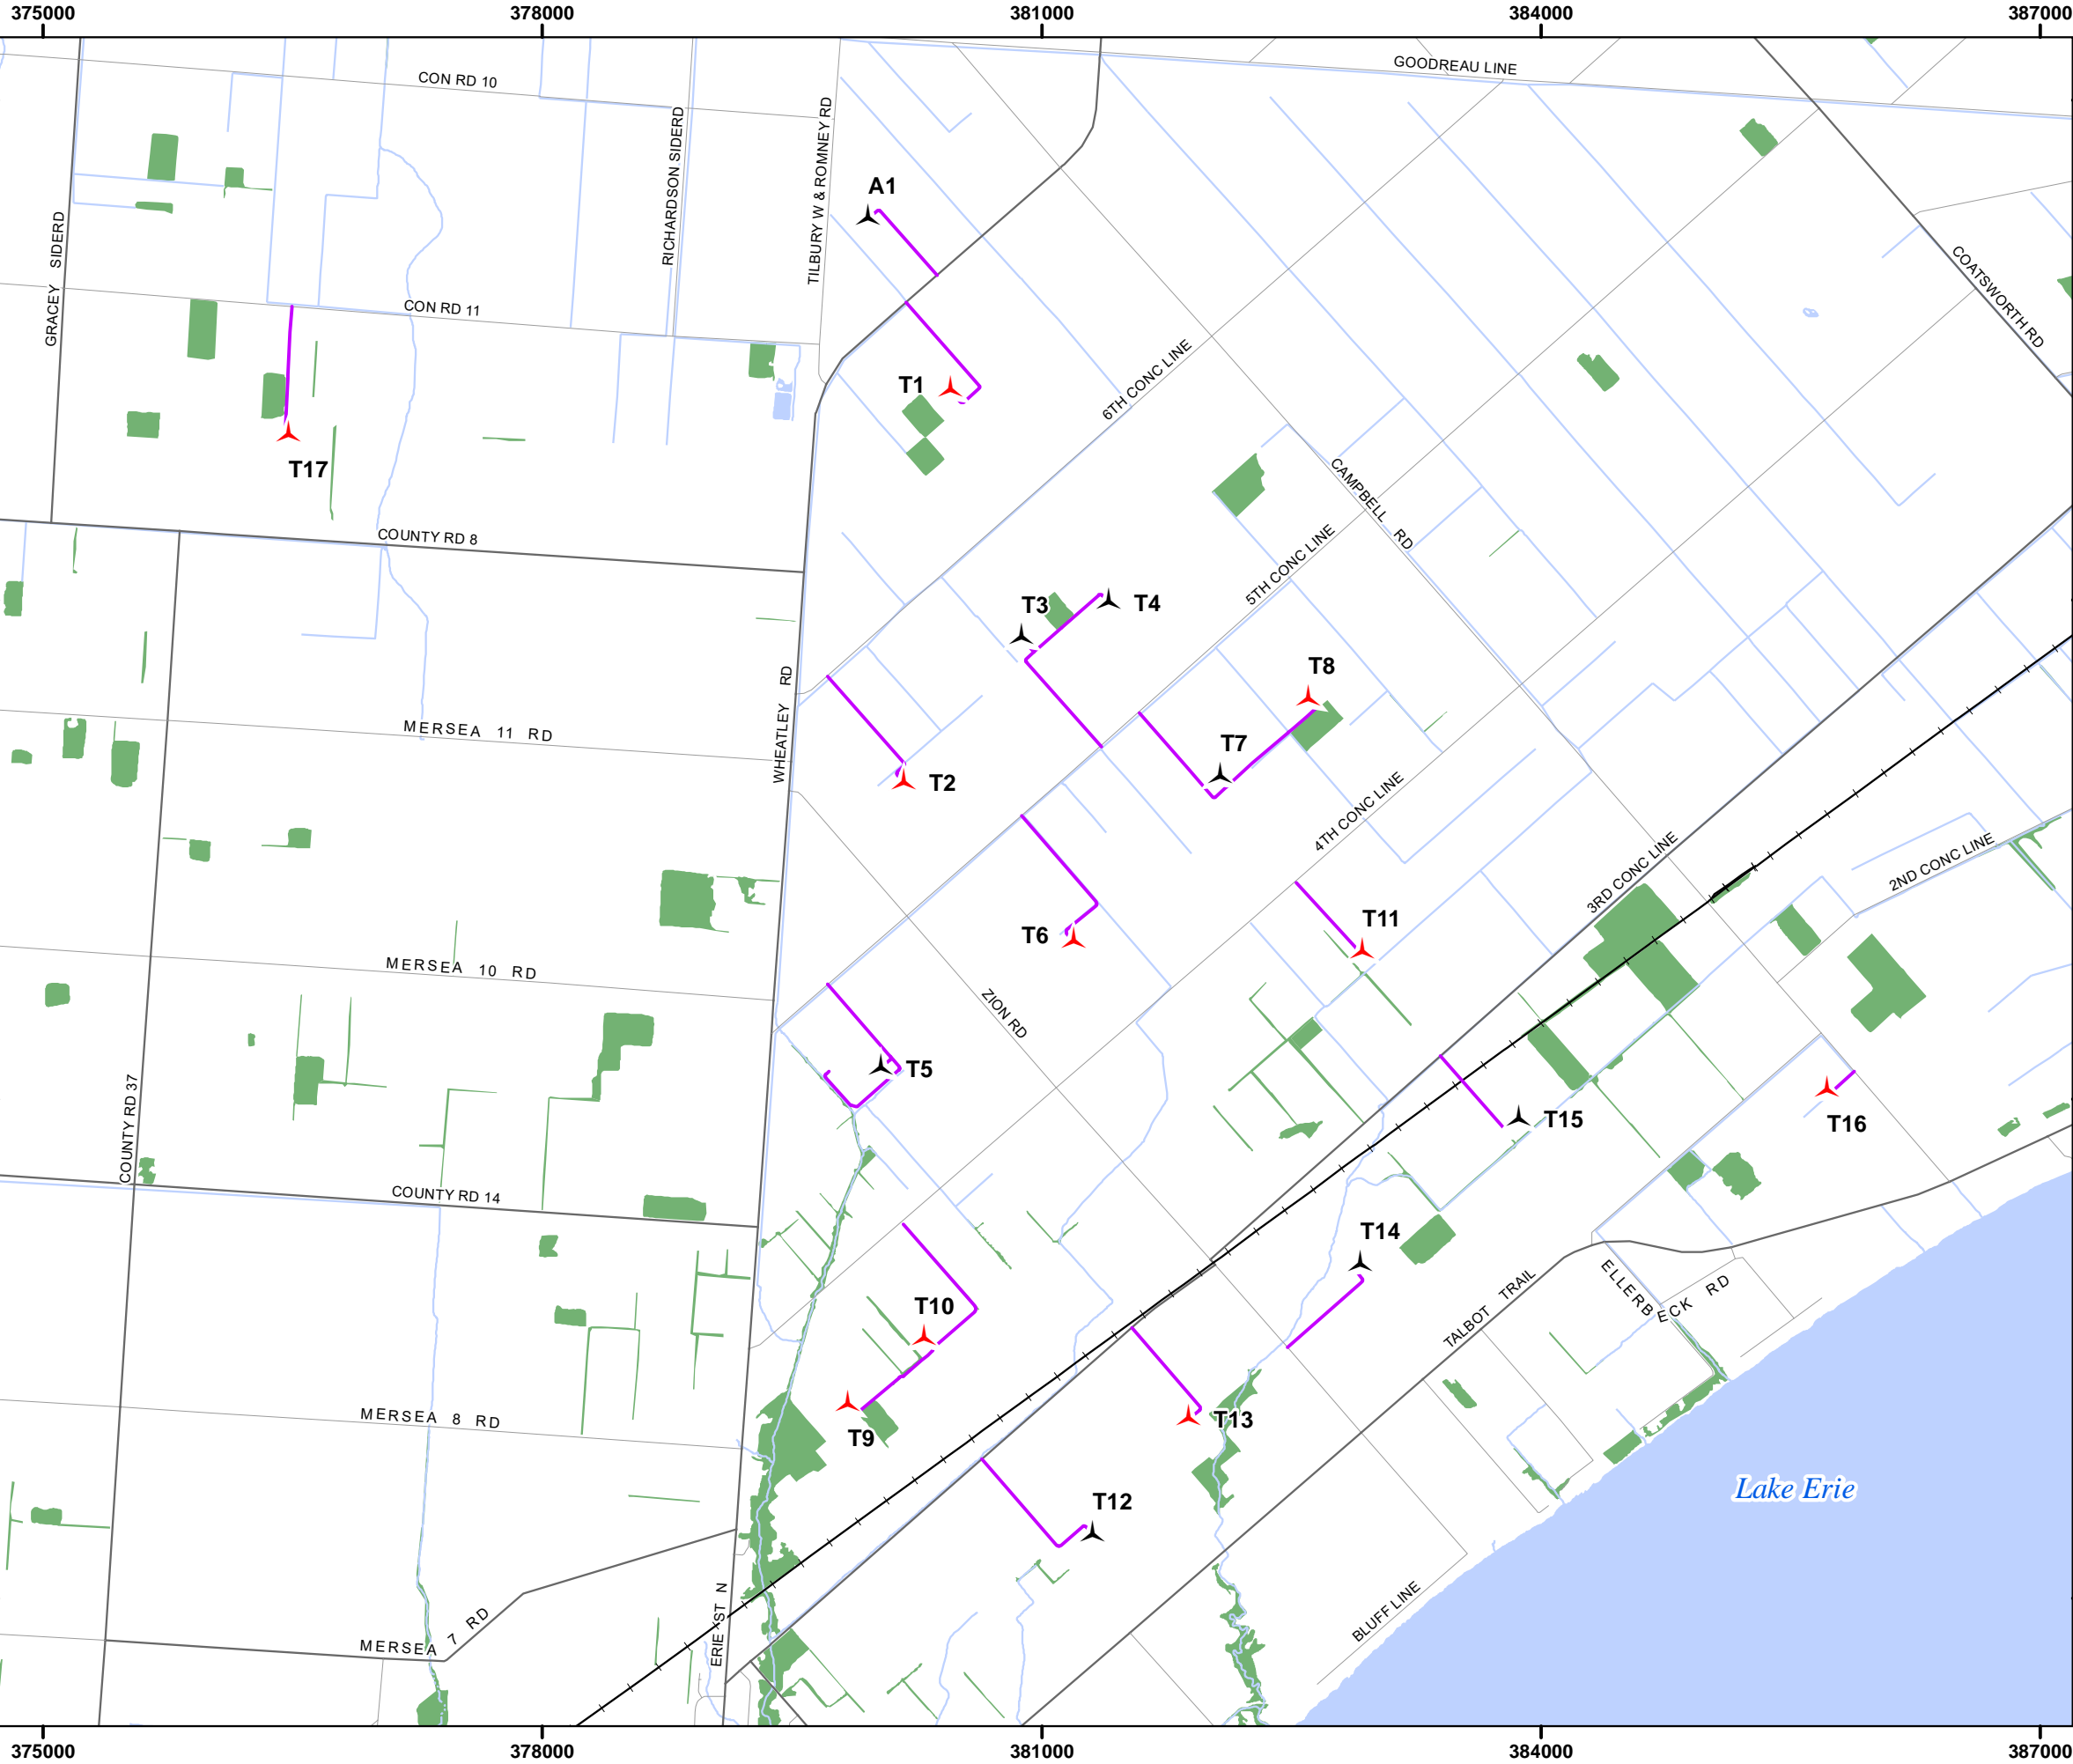 375000
378000
381000
384000
387000
GOODREAU LINE
CON RD 10
RICHARDSON SIDERD
TILBURY W & ROMNEY RD
A1
GRACEY SIDERD
COATSWORTH RD
CON RD 11
6TH CONC LINE
T1
T17
CAMPBELL RD
COUNTY RD 8
5TH CONC LINE
T3
T4
T8
WHEATLEY RD
MERSEA 11 RD
T7
T2
4TH CONC LINE
3RD CONC LINE
2ND CONC LINE
T11
T6
MERSEA 10 RD
ZION RD
T5
COUNTY RD 37
T15
T16
COUNTY RD 14
T14
ELLERBECK RD
TALBOT TRAIL
T10
MERSEA 8 RD
T13
T9
Lake Erie
T12
ERIE ST N
BLUFF LINE
MERSEA 7 RD
375000
378000
381000
384000
387000